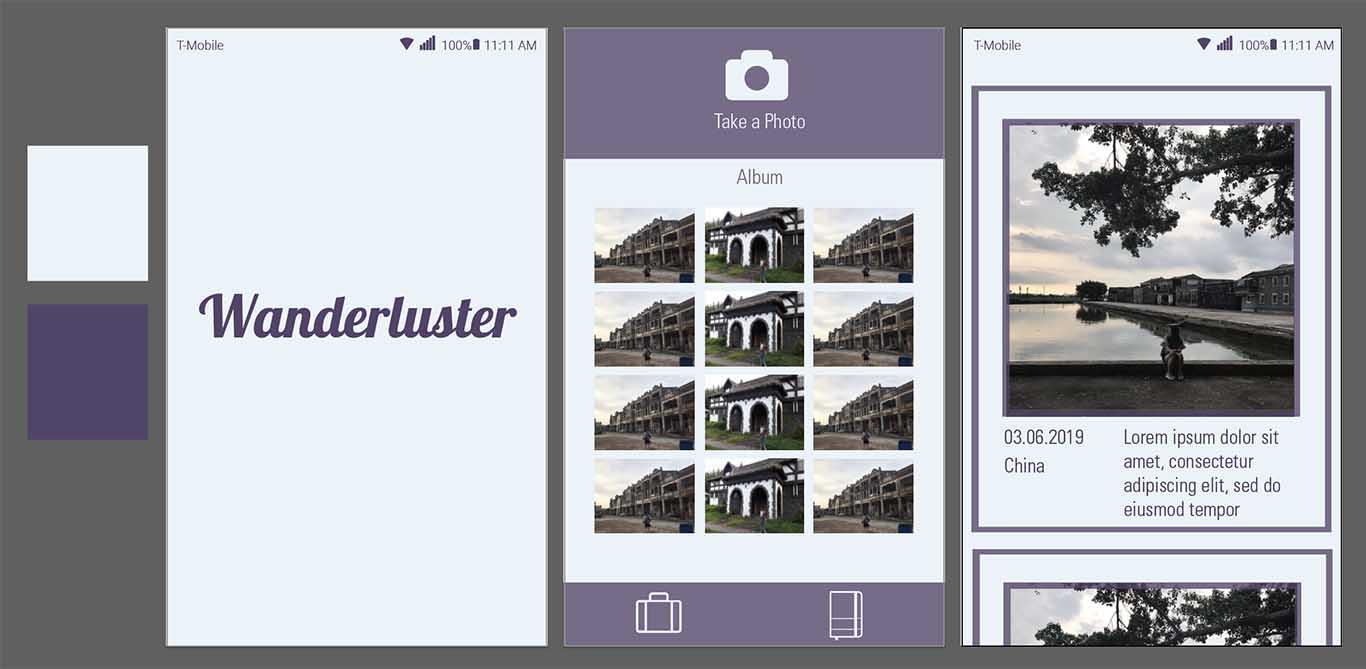 T-Mobile 100% 11:11 AM
Wanderluster
Take a Photo
Album
T-Mobile 100% 11:11 AM
03.06.2019
China
Lorem ipsum dolor sit
amet, consectetur
adipiscing elit, sed do
eiusmod tempor